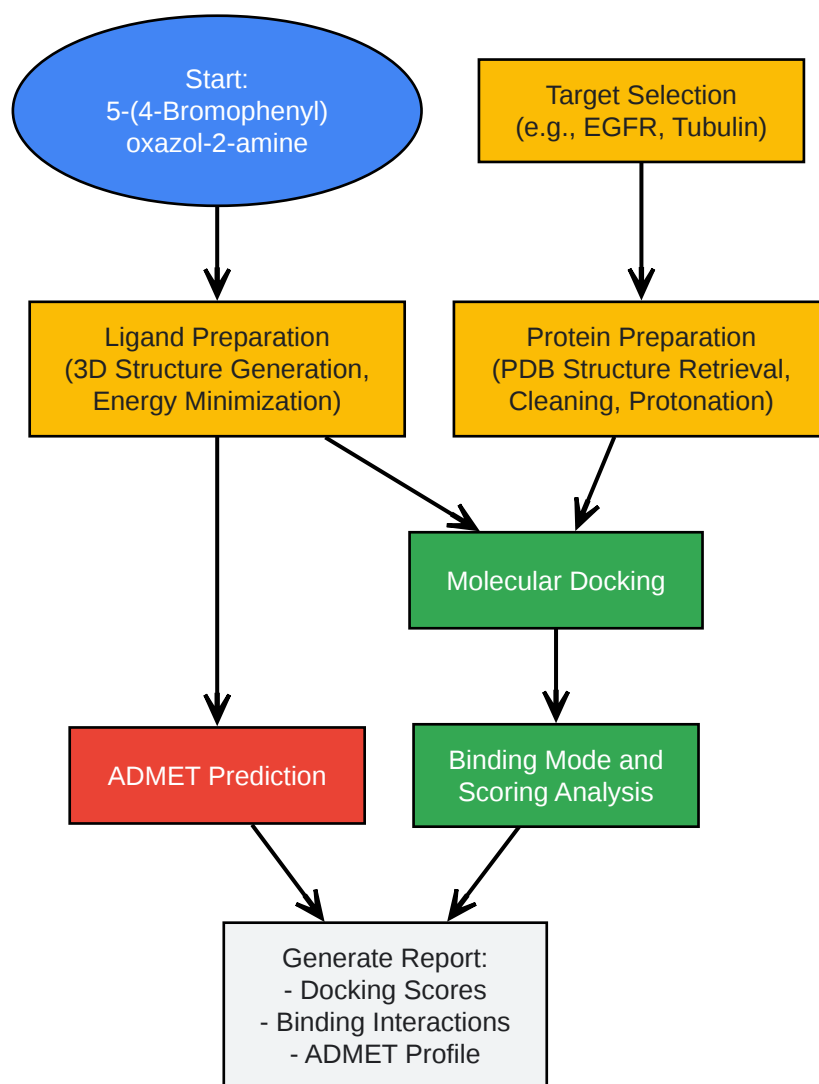 Start:
5-(4-Bromophenyl)
oxazol-2-amine
Target Selection
(e.g., EGFR, Tubulin)
Ligand Preparation
(3D Structure Generation,
Energy Minimization)
Protein Preparation
(PDB Structure Retrieval,
Cleaning, Protonation)
Molecular Docking
ADMET Prediction
Binding Mode and
Scoring Analysis
Generate Report:
- Docking Scores
- Binding Interactions
- ADMET Profile